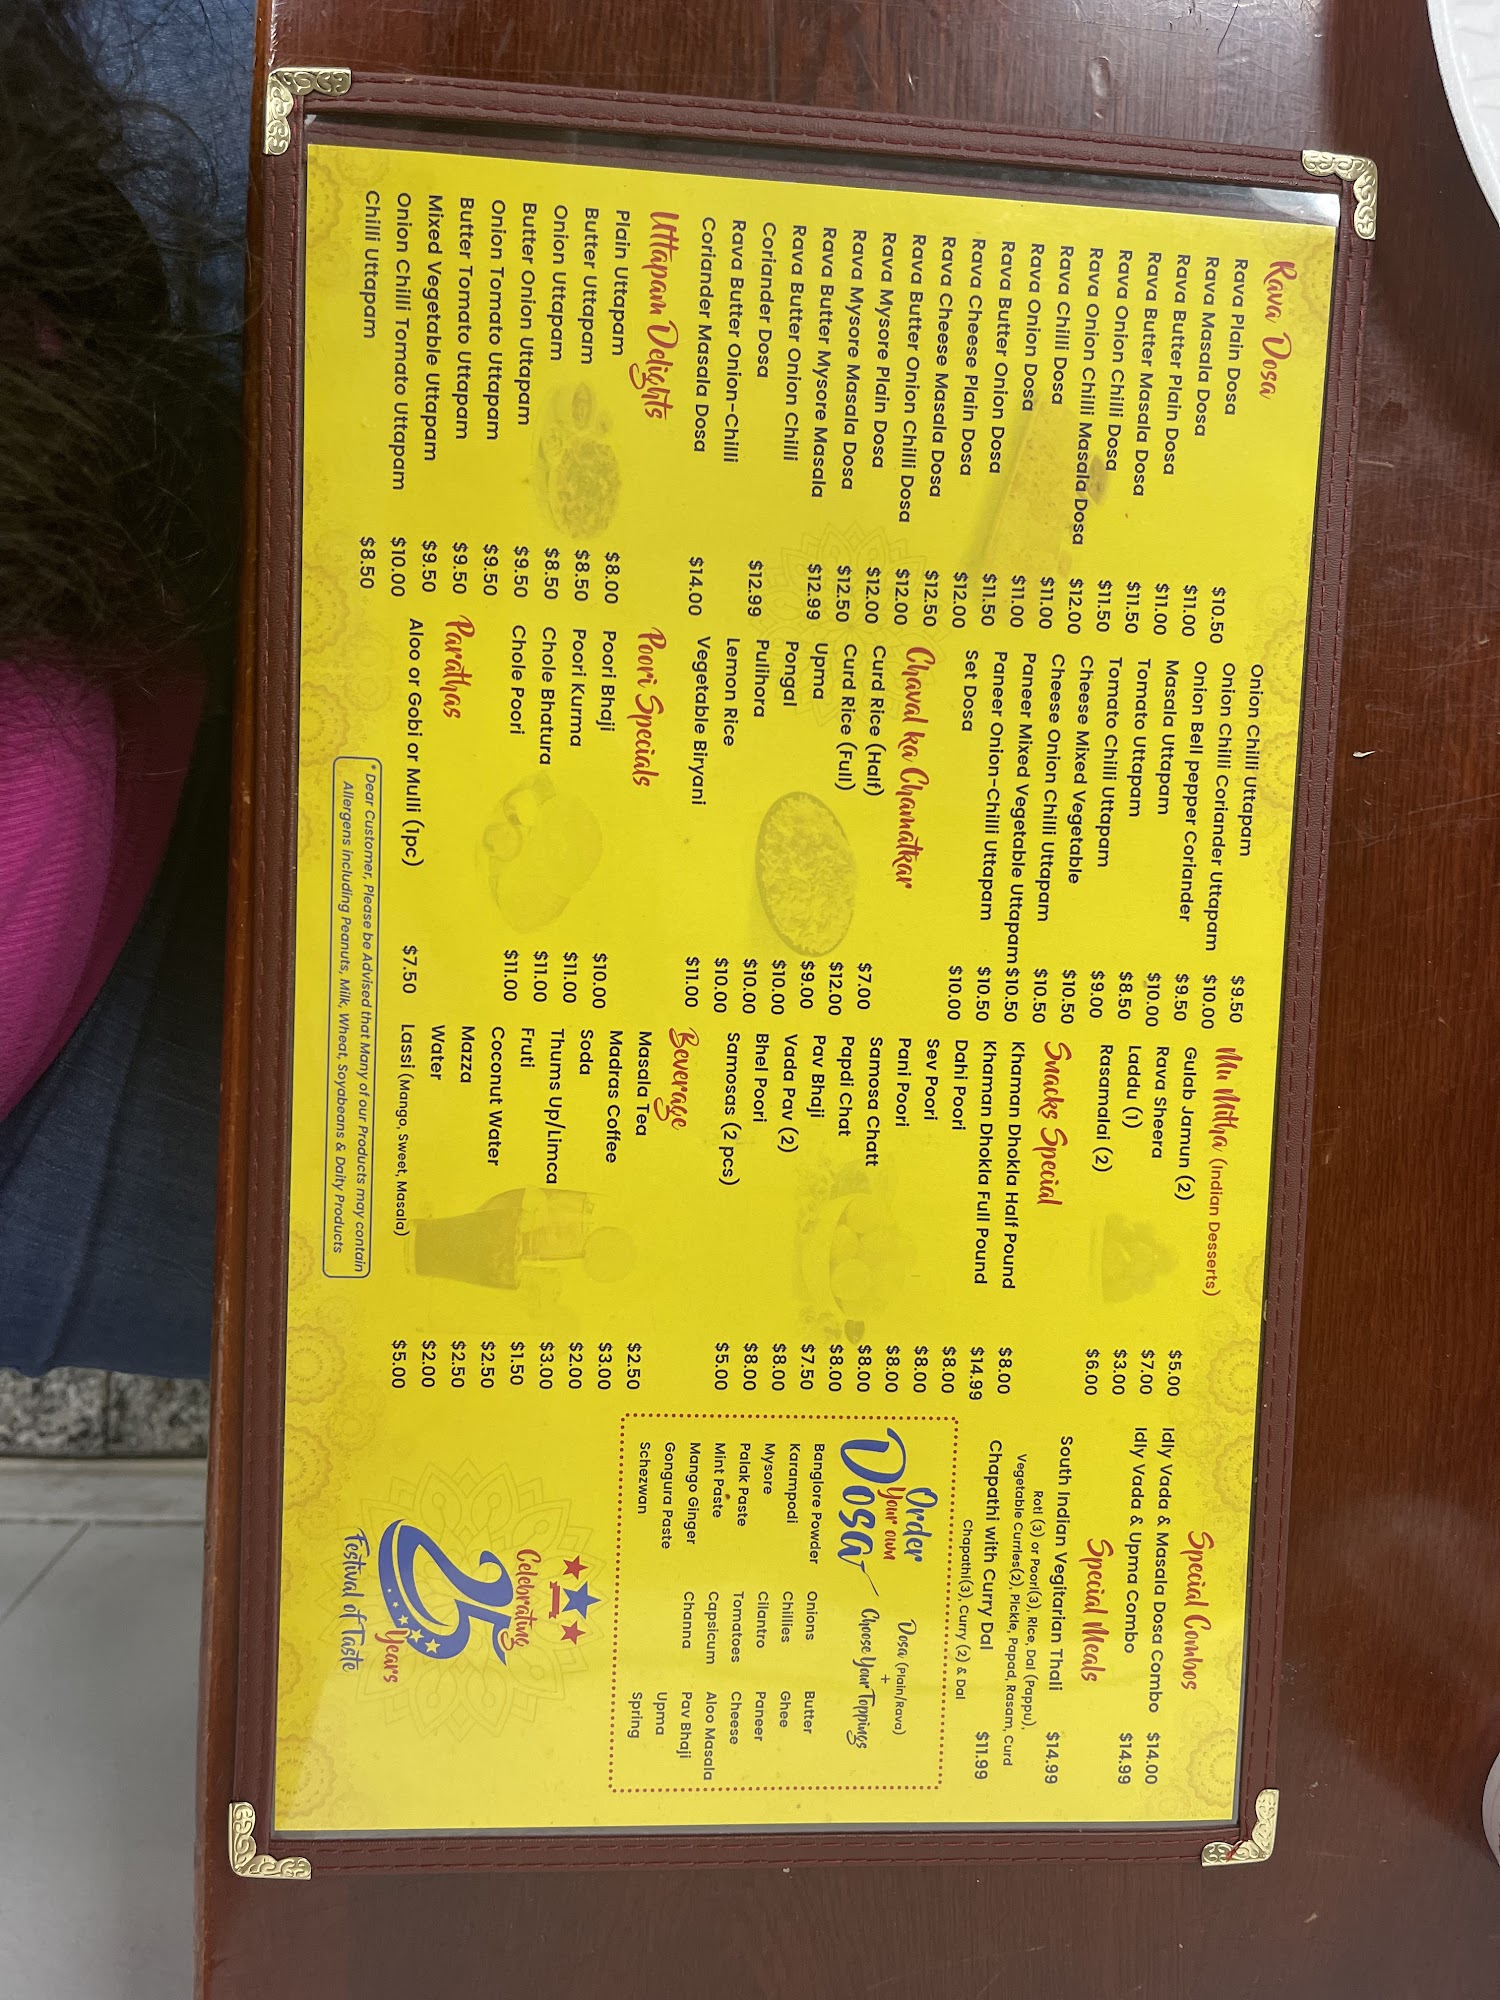 Rava Dosa
Rava Plain Dosa $10.50
Rava Masala Dosa $11.00
Rava Butter Plain Dosa $11.00
Rava Butter Masala Dosa $11.50
Rava Onion Chilli Dosa $11.50
Rava Onion Chilli Masala Dosa $12.00
Rava Chilli Dosa $11.00
Rava Onion Dosa $11.00
Rava Butter Onion Dosa $11.50
Rava Cheese Plain Dosa $12.00
Rava Cheese Masala Dosa $12.50
Rava Butter Onion Chilli Dosa $12.00
Rava Mysore Plain Dosa $12.00
Rava Mysore Masala Dosa $12.50
Rava Butter Mysore Masala $12.99
Rava Butter Onion Chilli
Coriander Dosa $12.99
Rava Butter Onion-Chilli
Coriander Masala Dosa $14.00
Uttapam Delights
Plain Uttapam $8.00
Butter Uttapam $8.50
Onion Uttapam $8.50
Butter Onion Uttapam $9.50
Onion Tomato Uttapam $9.50
Butter Tomato Uttapam $9.50
Mixed Vegetable Uttapam $9.50
Onion Chilli Tomato Uttapam $10.00
Chilli Uttapam $8.50
Onion Chilli Uttapam $9.50
Onion Chilli Coriander Uttapam $10.00
Onion Bell pepper Coriander $9.50
Masala Uttapam $10.00
Tomato Uttapam $8.50
Tomato Chilli Uttapam $9.00
Cheese Mixed Vegetable $10.50
Cheese Onion Chilli Uttapam $10.50
Paneer Mixed Vegetable Uttapam $10.50
Paneer Onion-Chilli Uttapam $10.50
Set Dosa $10.00
Chaval ka Chamatkar
Curd Rice (Half) $7.00
Curd Rice (Full) $12.00
Upma $9.00
Pongal $10.00
Pulihora $10.00
Lemon Rice $10.00
Vegetable Biryani $11.00
Poori Specials
Poori Bhaji $10.00
Poori Kurma $11.00
Chole Bhatura $11.00
Chole Poori $11.00
Parathas
Aloo or Gobi or Mulli (1pc) $7.50
* Dear Customer, Please be Advised that Many of our Products may contain
Allergens including Peanuts, Milk, Wheat, Soyabeans & Daity Products
Mu Mitha (Indian Desserts)
Gulab Jamun (2) $5.00
Rava Sheera $7.00
Laddu (1) $3.00
Rasamalai (2) $6.00
Snacks Special
Khaman Dhokla Half Pound $8.00
Khaman Dhokla Full Pound $14.99
Dahi Poori $8.00
Sev Poori $8.00
Pani Poori $8.00
Samosa Chatt $8.00
Papdi Chat $8.00
Pav Bhaji $7.50
Vada Pav (2) $8.00
Bhel Poori $8.00
Samosas (2 pcs) $5.00
Beverage
Masala Tea $2.50
Madras Coffee $3.00
Soda $2.00
Thums Up/Limca $3.00
Fruti $1.50
Coconut Water $2.50
Mazza $2.50
Water $2.00
Lassi (Mango, Sweet, Masala) $5.00
Special Combos
Idly Vada & Masala Dosa Combo $14.00
Idly Vada & Upma Combo $14.99
Special Meals
South Indian Vegitarian Thali $14.99
Roti (3) or Poori(3), Rice, Dal (Pappu),
Vegetable Curries(2), Pickle, Papad, Rasam, Curd
Chapathi with Curry Dal $11.99
Chapathi(3), Curry (2) & Dal
Order
Your own
Dosa
Dosa (Plain/Rava)
+
Choose Your Toppings
Banglore Powder Onions Butter
Karampodi Chillies Ghee
Mysore Cilantro Paneer
Palak Paste Tomatoes Cheese
Mint Paste Capsicum Aloo Masala
Mango Ginger Channa Pav Bhaji
Gongura Paste Upma
Schezwan Spring
Celebrating
25
Years
Festival of Taste